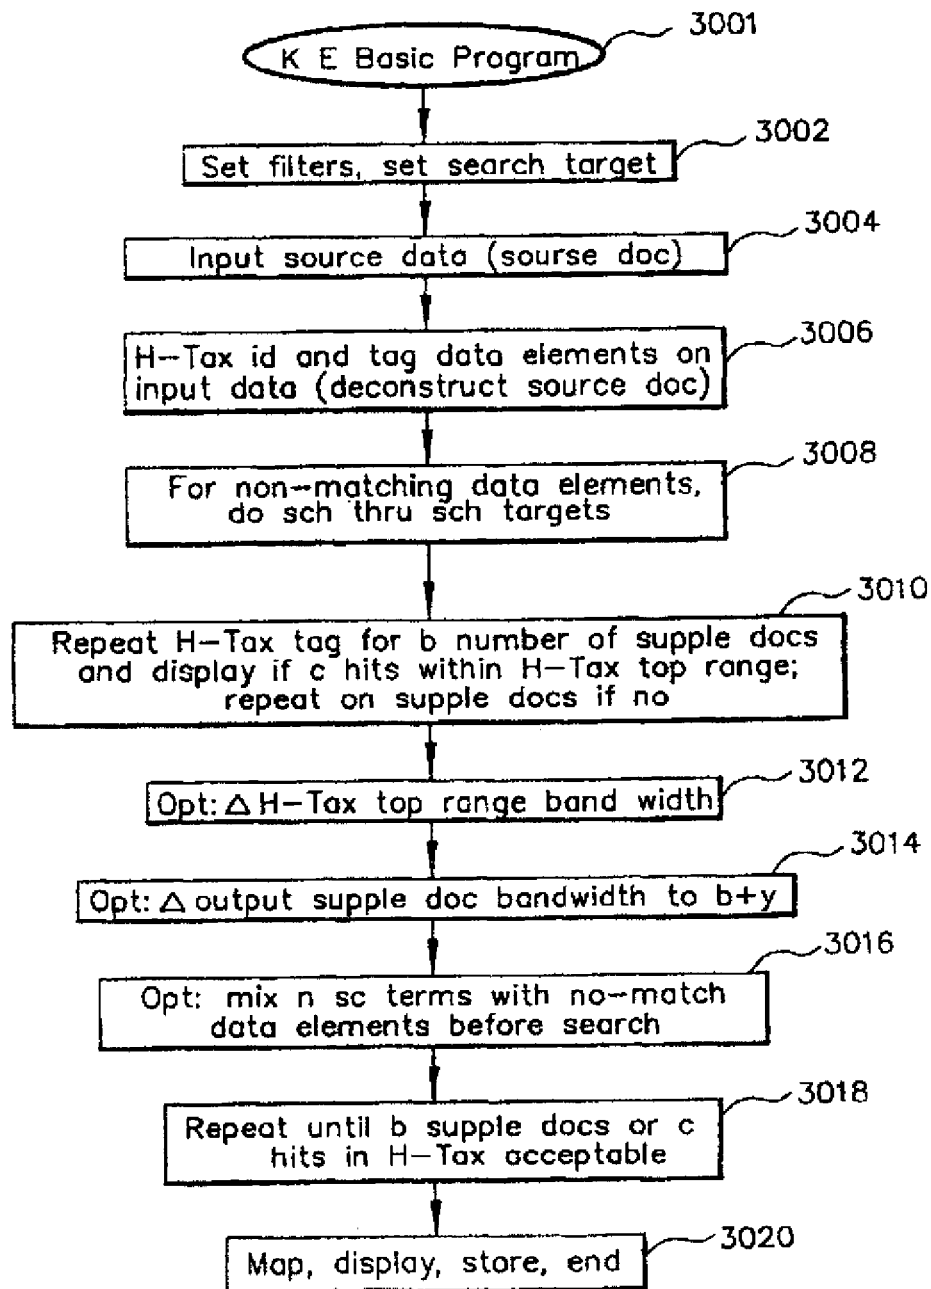 3001
K E Basic Program
3002
Set filters, set search target
3004
Input source data (sourse doc)
3006
H-Tax id and tag data elements on
input data (deconstruct source doc)
3008
For non-matching data elements,
do sch thru sch targets
3010
Repeat H-Tax tag for b number of supple docs
and display if c hits within H-Tax top range;
repeat on supple docs if no
3012
Opt: △ H-Tax top range band width
3014
Opt: △ output supple doc bandwidth to b+y
3016
Opt: mix n sc terms with no-match
data elements before search
3018
Repeat until b supple docs or c
hits in H-Tax acceptable
3020
Map, display, store, end